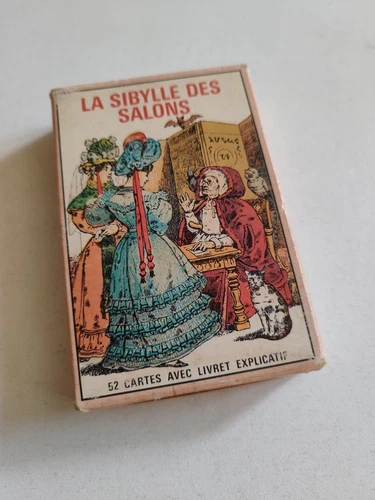 LA SIBYLLE DES
SALONS
52 CARTES AVEC LIVRET EXPLICATIF